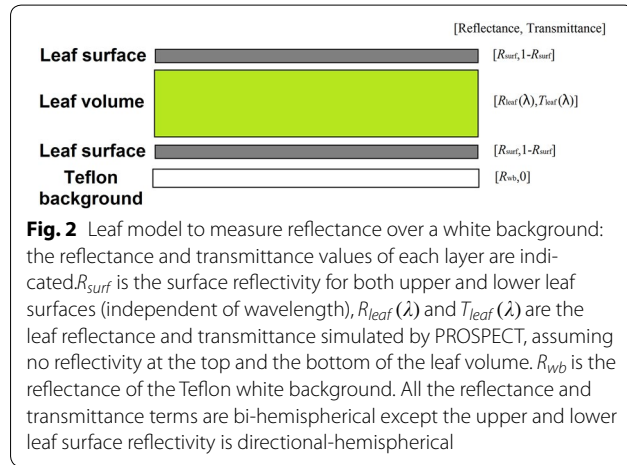 [Reflectance, Transmittance]
Leaf surface [Rsurf,1-Rsurf]
Leaf volume [Rleaf(λ),Tleaf(λ)]
Leaf surface [Rsurf,1-Rsurf]
Teflon background [Rwb,0]
Fig. 2 Leaf model to measure reflectance over a white background:
the reflectance and transmittance values of each layer are indi-
cated.Rsurf is the surface reflectivity for both upper and lower leaf
surfaces (independent of wavelength), Rleaf (λ) and Tleaf (λ) are the
leaf reflectance and transmittance simulated by PROSPECT, assuming
no reflectivity at the top and the bottom of the leaf volume. Rwb is the
reflectance of the Teflon white background. All the reflectance and
transmittance terms are bi-hemispherical except the upper and lower
leaf surface reflectivity is directional-hemispherical